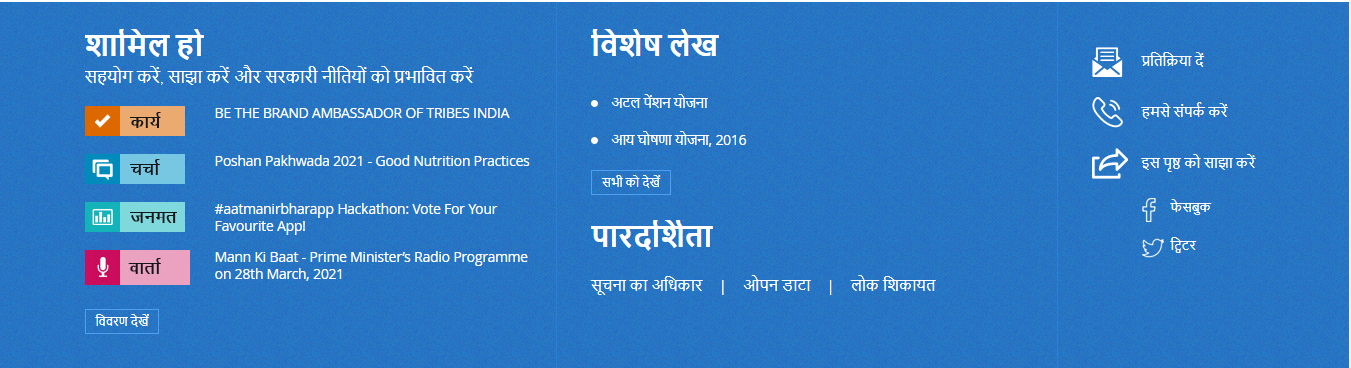 शामिल हों
सहयोग करें, साझा करें और सरकारी नीतियों को प्रभावित करें
कार्य
BE THE BRAND AMBASSADOR OF TRIBES INDIA
चर्चा
Poshan Pakhwada 2021 - Good Nutrition Practices
जनमत
#aatmanirbharapp Hackathon: Vote For Your
Favourite App!
वार्ता
Mann Ki Baat - Prime Minister's Radio Programme
on 28th March, 2021
विवरण देखें
विशेष लेख
अटल पेंशन योजना
आय घोषणा योजना, 2016
सभी को देखें
पारदर्शिता
सूचना का अधिकार | ओपन डाटा | लोक शिकायत
प्रतिक्रिया दें
हमसे संपर्क करें
इस पृष्ठ को साझा करें
फेसबुक
ट्विटर